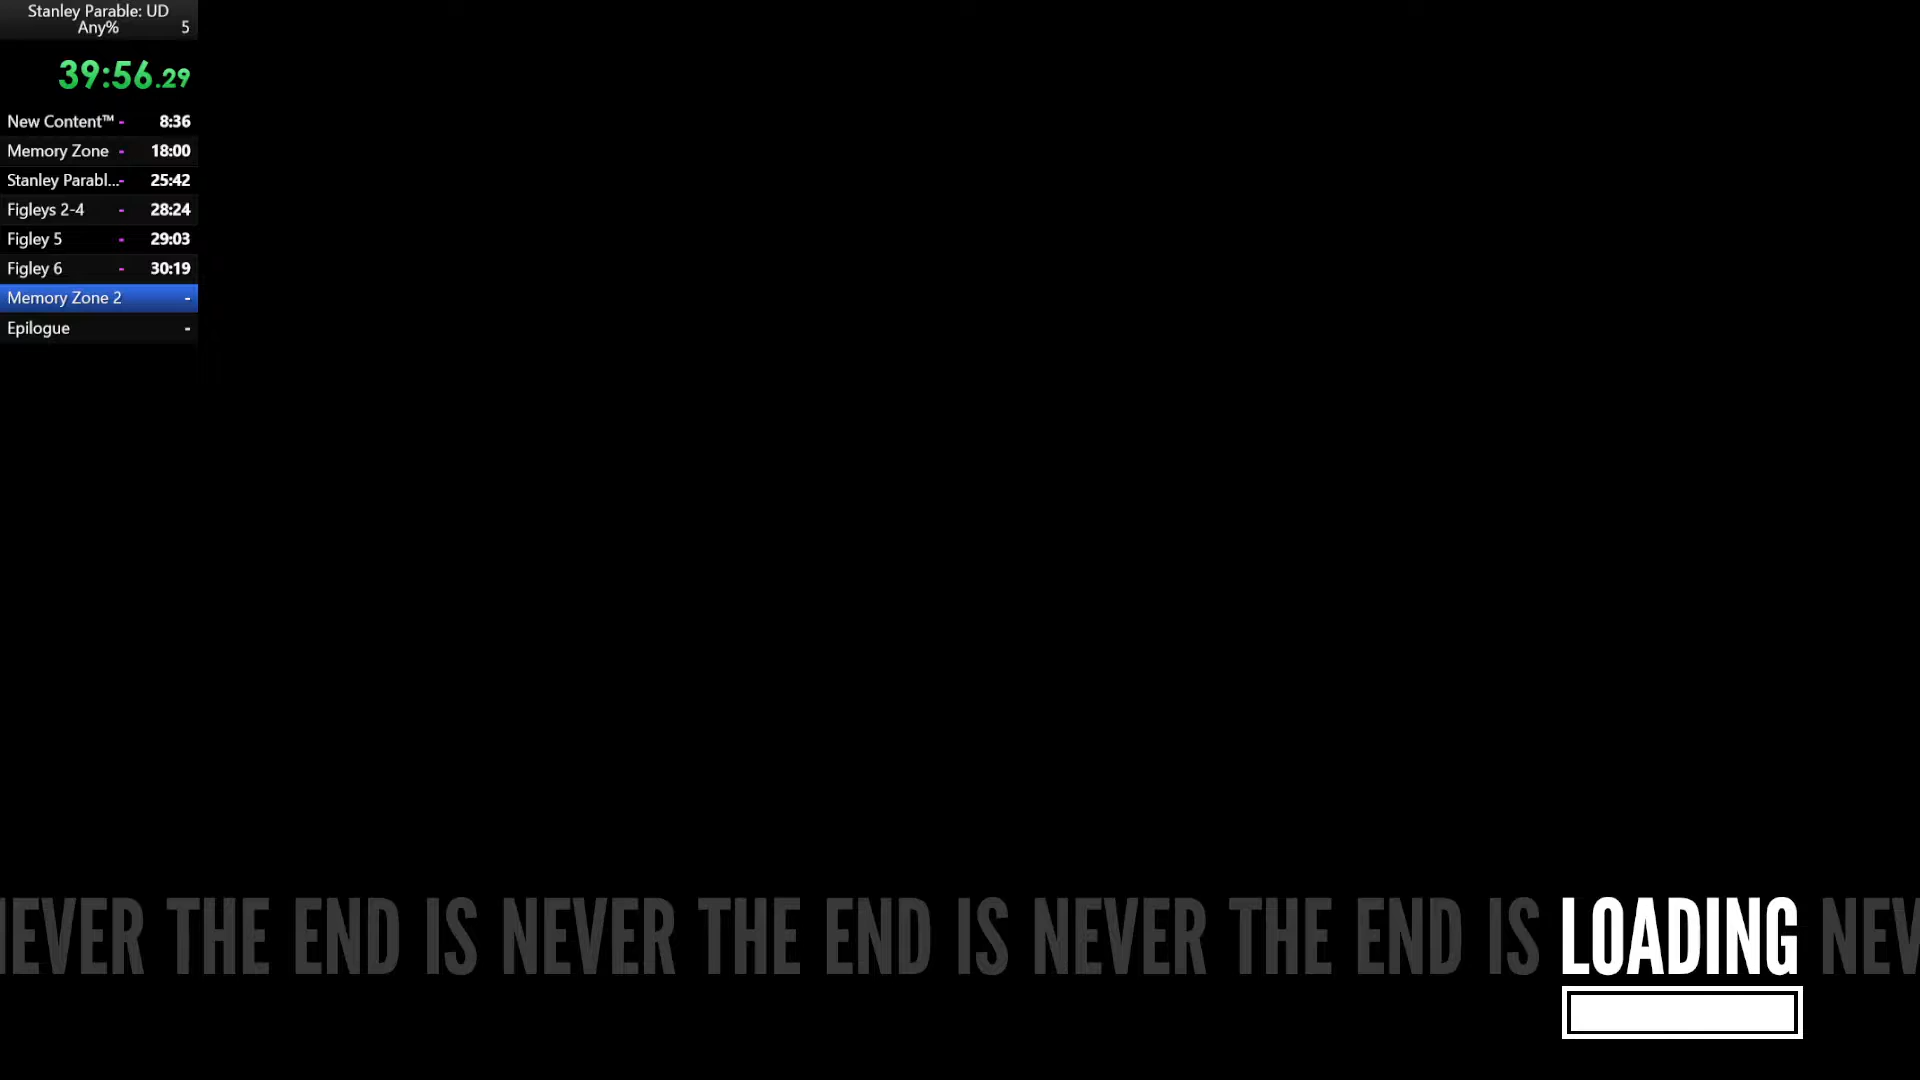 Stanley Parable: UD
Any% 5
39:56.29
New Content™ - 8:36
Memory Zone - 18:00
Stanley Parabl...- 25:42
Figleys 2-4 - 28:24
Figley 5 - 29:03
Figley 6 - 30:19
Memory Zone 2 -
Epilogue -
NEVER THE END IS NEVER THE END IS NEVER THE END IS LOADING NEV